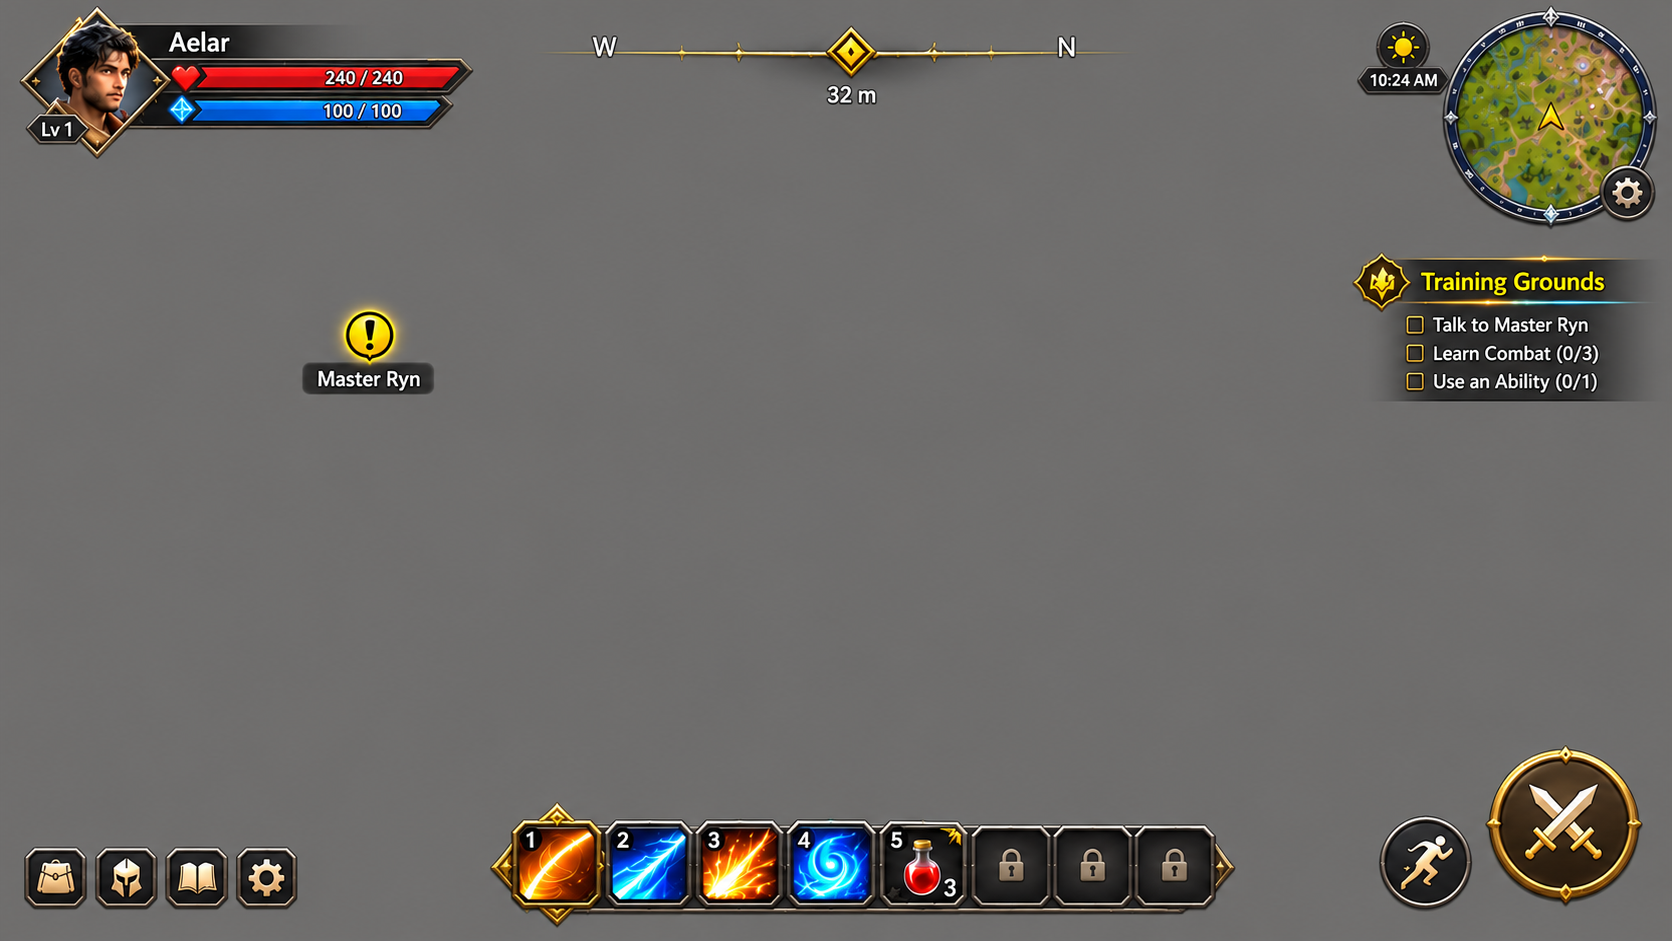 Aelar
240 / 240
100 / 100
Lv 1
W
N
32 m
10:24 AM
Training Grounds
Talk to Master Ryn
Learn Combat (0/3)
Use an Ability (0/1)
!
Master Ryn
1
2
3
4
5
3